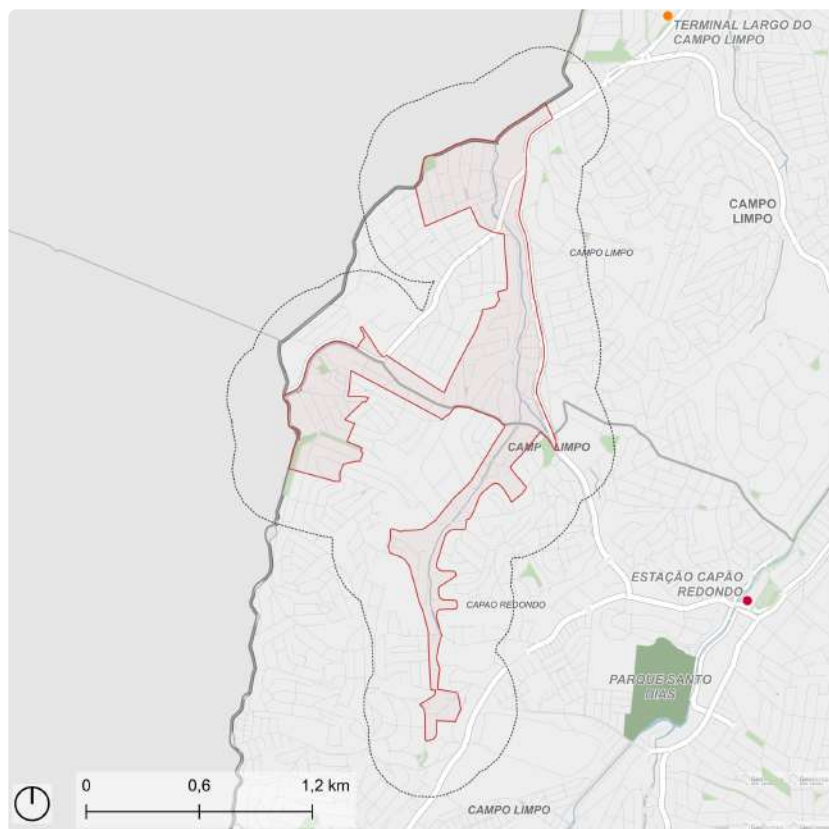 TERMINAL LARGO DO
CAMPO LIMPO
CAMPO
LIMPO
CAMPO LIMPO
CAMP LIMPO
ESTAÇÃO CAPÃO
REDONDO
CAPAO REDONDO
PARQUE SANTO
DIAS
0 0,6 1,2 km
CAMPO LIMPO